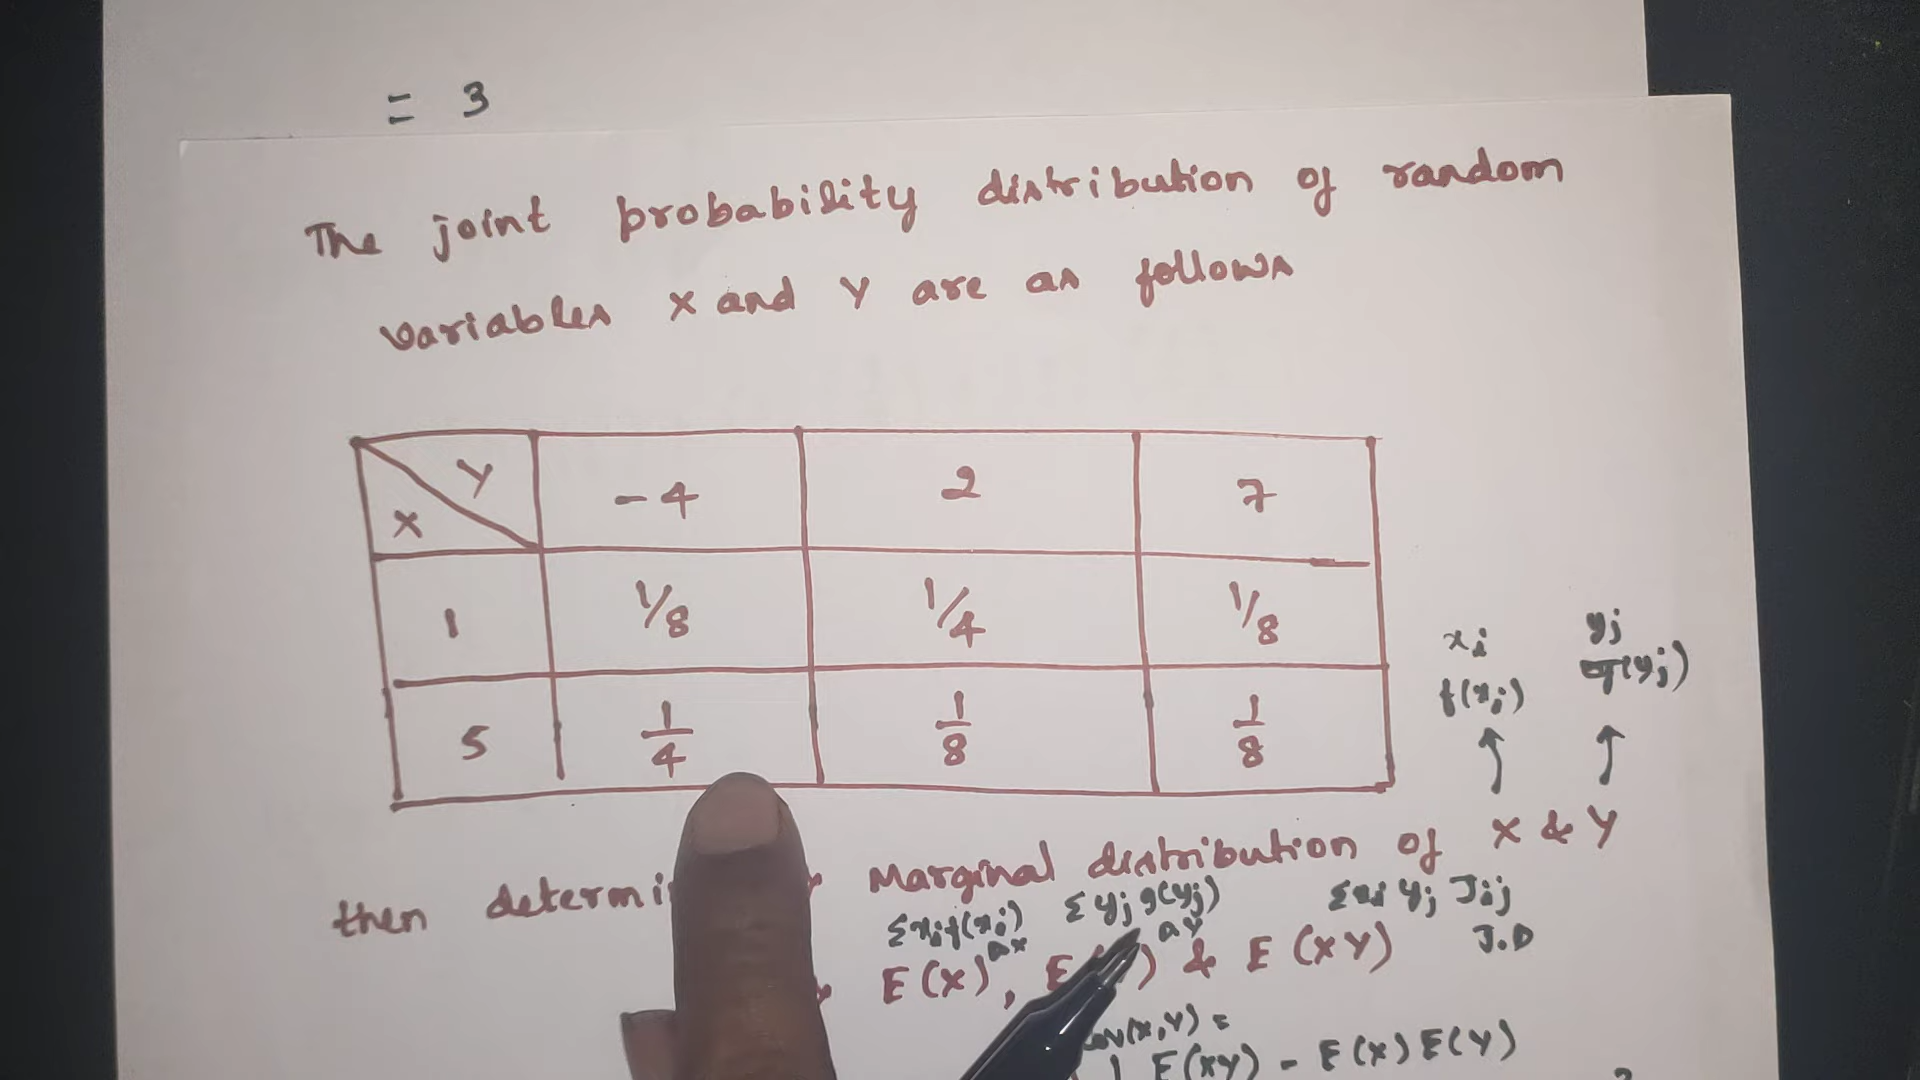 = 3
The joint probability distribution of random
variables X and Y are as follows
Y -4 2 7
X
1 1/8 1/4 1/8
5 1/4 1/8 1/8
xi yj
f(xi) g(yj)
↑ ↑
then Marginal distribution of X & Y
Σxif(xi) Σyjg(yj) Σxi yj Jij
J.D
E(X), & E(XY)
cov(X,Y) =
E(XY) - E(X)E(Y)